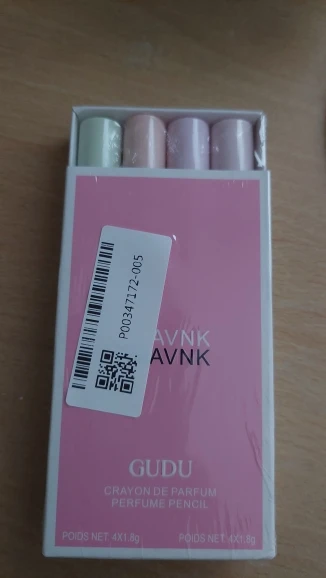 P00347172-005
AVNK
AVNK
GUDU
CRAYON DE PARFUM
PERFUME PENCIL
POIDS NET 4X1.8g POIDS NET. 4X1.8g